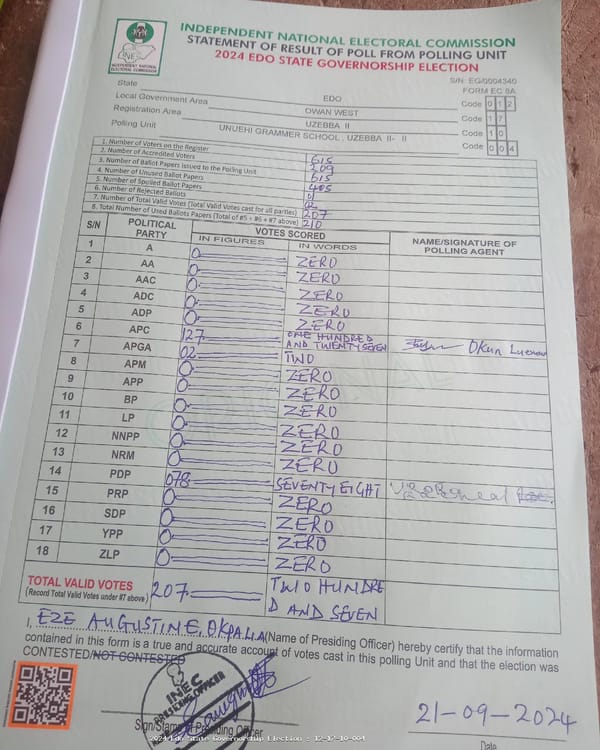 INDEPENDENT NATIONAL ELECTORAL COMMISSION
STATEMENT OF RESULT OF POLL FROM POLLING UNIT
2024 EDO STATE GOVERNORSHIP ELECTION
INEC
INDEPENDENT NATIONAL ELECTORAL COMMISSION
S/N: EG/0004340
FORM EC 8A
State EDO Code 0 1 2
Local Government Area OWAN WEST Code 1 7
Registration Area UZEBBA II Code 1 0
Polling Unit UNUEHI GRAMMER SCHOOL, UZEBBA II- II Code 0 0 4
1. Number of Voters on the Register 615
2. Number of Accredited Voters 209
3. Number of Ballot Papers Issued to the Polling Unit 615
4. Number of Unused Ballot Papers 405
5. Number of Spoiled Ballot Papers
6. Number of Rejected Ballots 02
7. Number of Total Valid Votes (Total Valid Votes cast for all parties) 207
8. Total Number of Used Ballots Papers (Total of #5 + #6 + #7 above) 210
S/N POLITICAL PARTY VOTES SCORED NAME/SIGNATURE OF POLLING AGENT
IN FIGURES IN WORDS
1 A 0 ZERO
2 AA 0 ZERO
3 AAC 0 ZERO
4 ADC 0 ZERO
5 ADP 0 ZERO
6 APC 127 ONE HUNDRED AND TWENTY SEVEN Okun
7 APGA 02 TWO
8 APM 0 ZERO
9 APP 0 ZERO
10 BP 0 ZERO
11 LP 0 ZERO
12 NNPP 0 ZERO
13 NRM 0 ZERO
14 PDP 078 SEVENTY EIGHT
15 PRP 0 ZERO
16 SDP 0 ZERO
17 YPP 0 ZERO
18 ZLP 0 ZERO
TOTAL VALID VOTES 207 TWO HUNDRE
(Record Total Valid Votes under #7 above) D AND SEVEN
I, EZE AUGUSTINE, OKPALIA (Name of Presiding Officer) hereby certify that the information
contained in this form is a true and accurate account of votes cast in this polling Unit and that the election was
CONTESTED/NOT CONTESTED
INEC
PRESIDING OFFICER
Sign/Stamp of Presiding Officer
21-09-2024
Date
2024 Edo State Governorship Election : 12_17_10_004